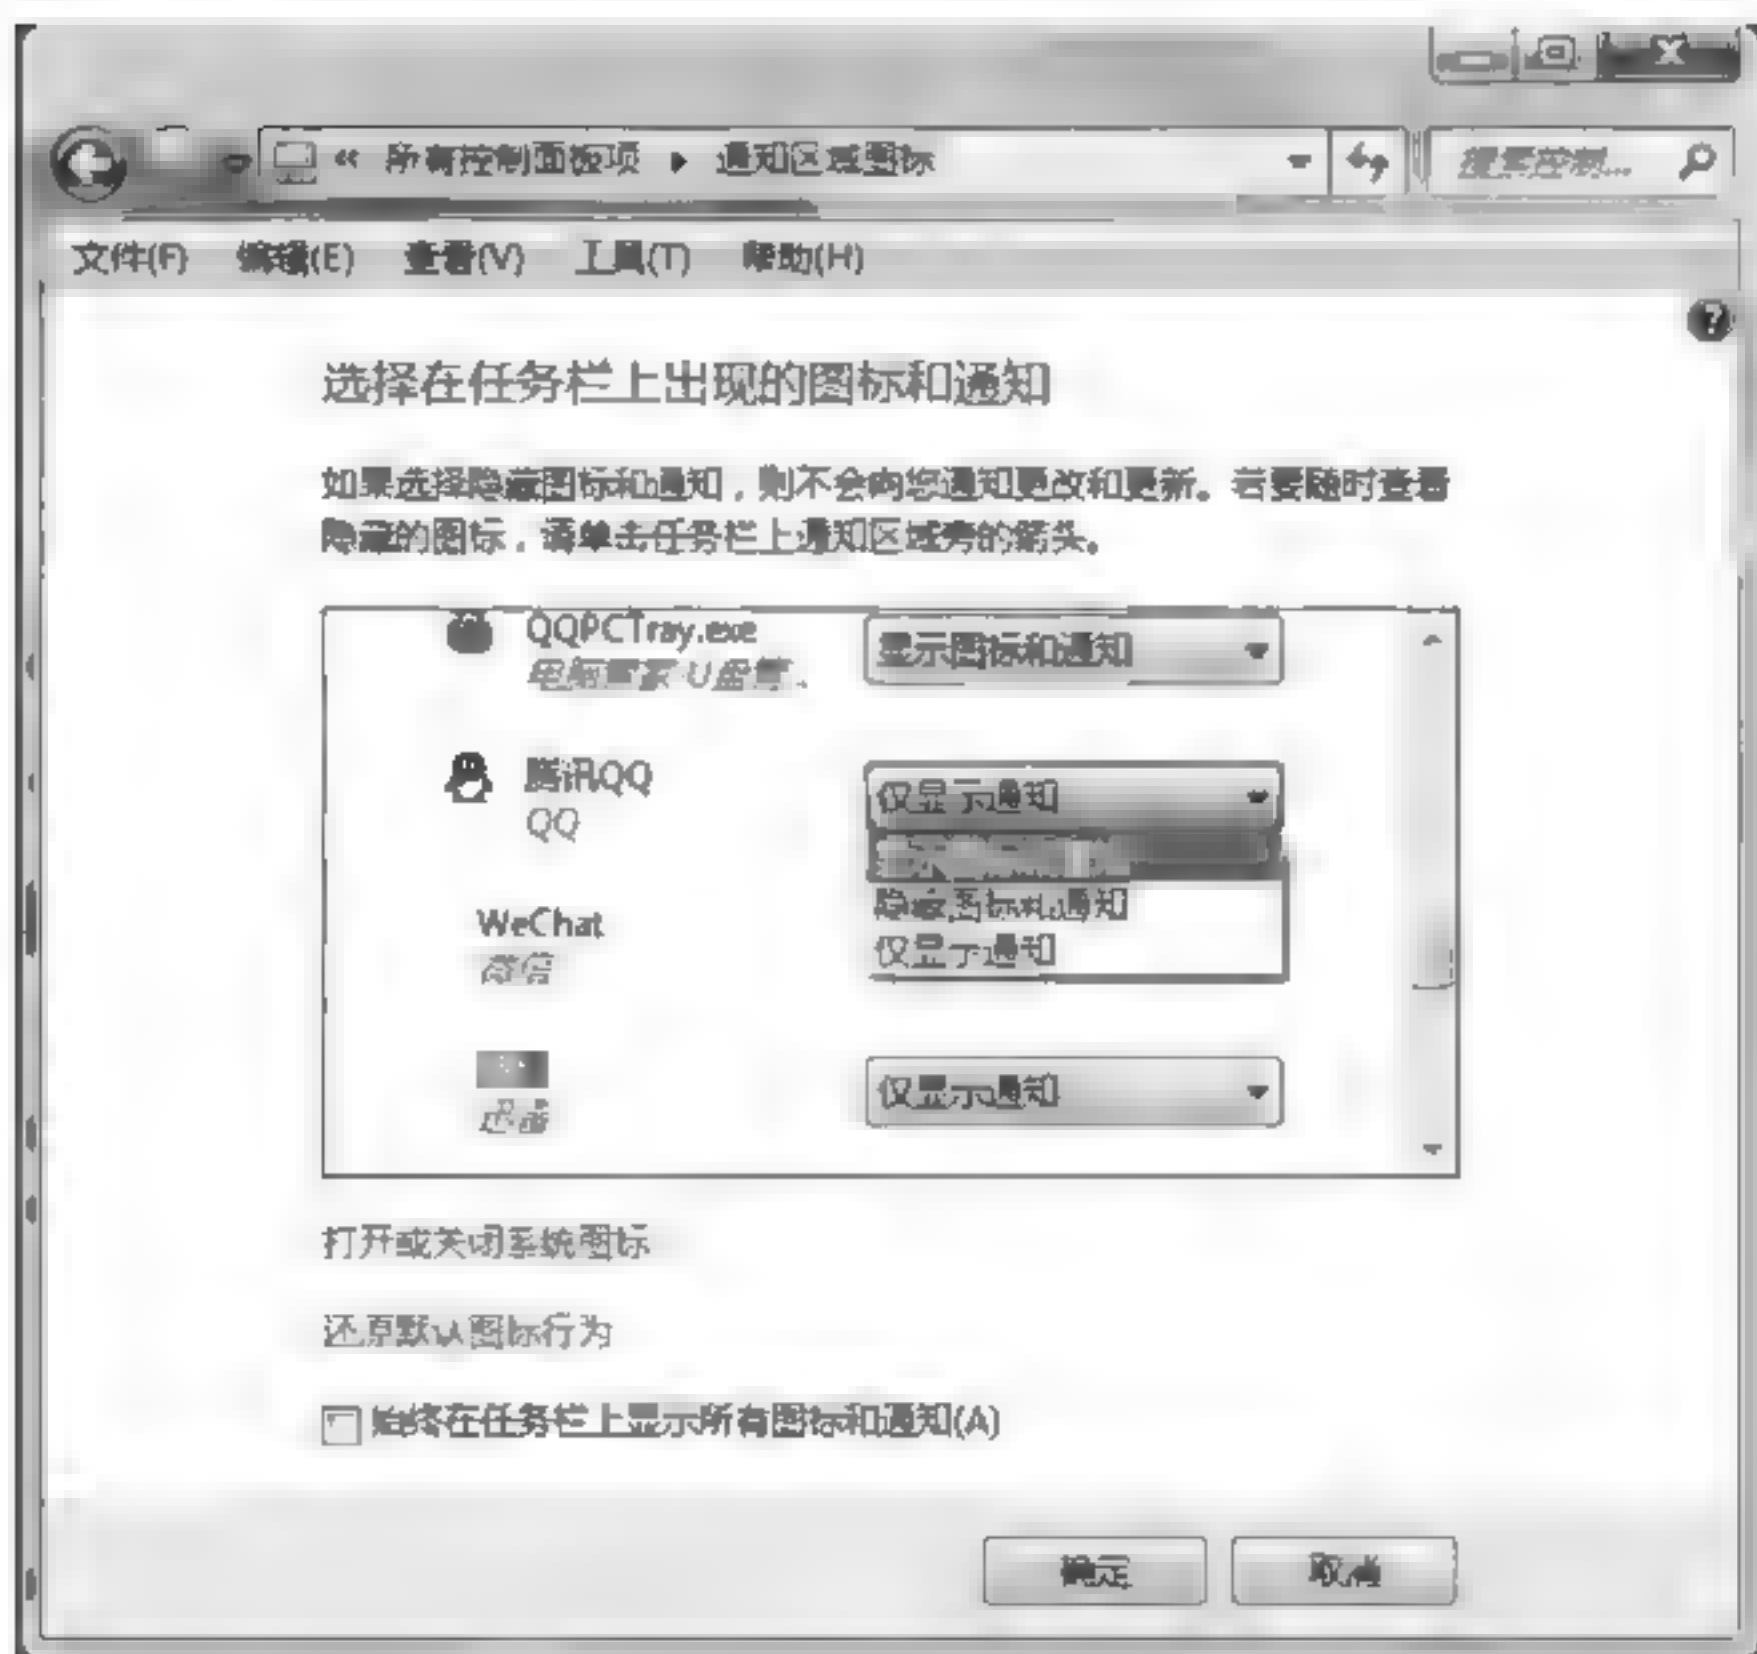 « 所有控制面板项 ▶ 通知区域图标 搜索控制...
文件(F) 编辑(E) 查看(V) 工具(T) 帮助(H)
选择在任务栏上出现的图标和通知
如果选择隐藏图标和通知，则不会向您通知更改和更新。若要随时查看
隐藏的图标，请单击任务栏上通知区域旁的箭头。
QQPCTray.exe 显示图标和通知
电脑管家
腾讯QQ 仅显示通知
QQ
隐藏图标和通知
WeChat
仅显示通知
微信
仅显示通知
打开或关闭系统图标
还原默认图标行为
始终在任务栏上显示所有图标和通知(A)
确定 取消